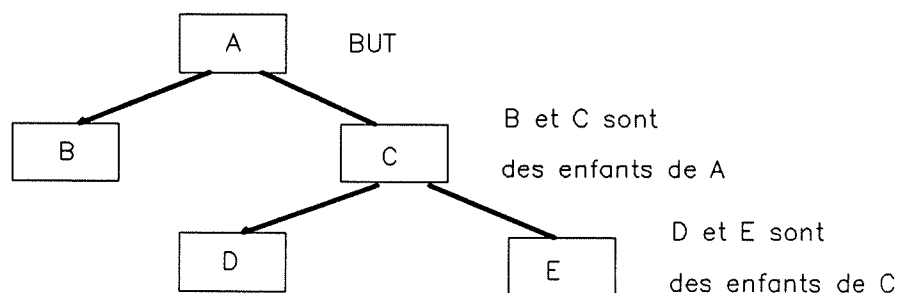 A BUT
B C B et C sont
des enfants de A
D E D et E sont
des enfants de C